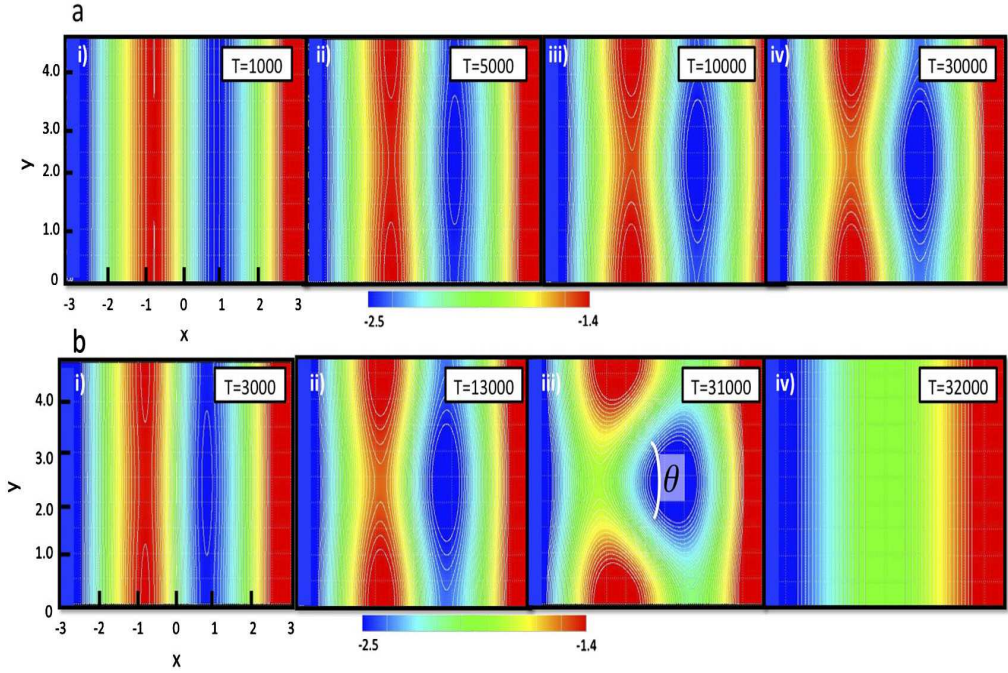 a
i) T=1000 ii) T=5000 iii) T=10000 iv) T=30000
4.0
3.0
y
2.0
1.0
0
-3 -2 -1 0 1 2 3
x
-2.5 -1.4
b
i) T=3000 ii) T=13000 iii) T=31000 iv) T=32000
4.0
3.0
θ
y
2.0
1.0
0
-3 -2 -1 0 1 2 3
x
-2.5 -1.4